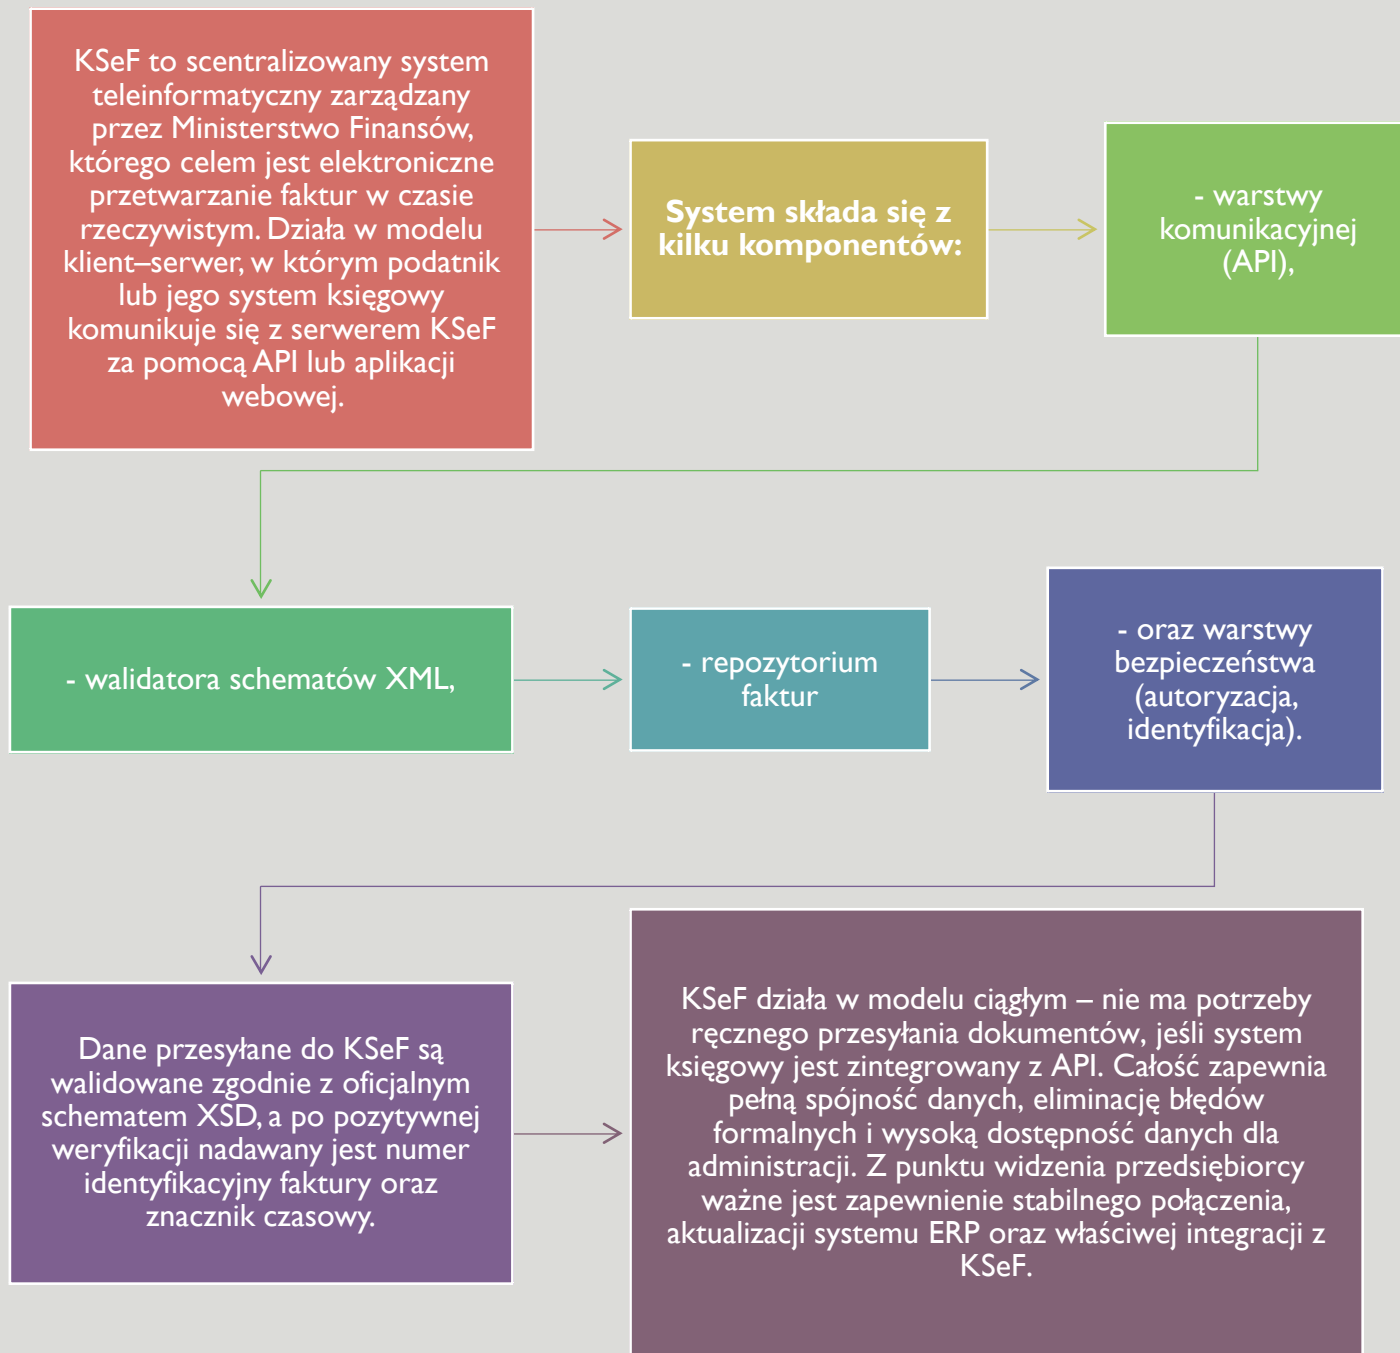 KSeF to scentralizowany system
teleinformatyczny zarządzany
przez Ministerstwo Finansów,
którego celem jest elektroniczne
przetwarzanie faktur w czasie
rzeczywistym. Działa w modelu
klient–serwer, w którym podatnik
lub jego system księgowy
komunikuje się z serwerem KSeF
za pomocą API lub aplikacji
webowej.
System składa się z
kilku komponentów:
- warstwy
komunikacyjnej
(API),
- walidatora schematów XML,
- repozytorium
faktur
- oraz warstwy
bezpieczeństwa
(autoryzacja,
identyfikacja).
Dane przesyłane do KSeF są
walidowane zgodnie z oficjalnym
schematem XSD, a po pozytywnej
weryfikacji nadawany jest numer
identyfikacyjny faktury oraz
znacznik czasowy.
KSeF działa w modelu ciągłym – nie ma potrzeby
ręcznego przesyłania dokumentów, jeśli system
księgowy jest zintegrowany z API. Całość zapewnia
pełną spójność danych, eliminację błędów
formalnych i wysoką dostępność danych dla
administracji. Z punktu widzenia przedsiębiorcy
ważne jest zapewnienie stabilnego połączenia,
aktualizacji systemu ERP oraz właściwej integracji z
KSeF.